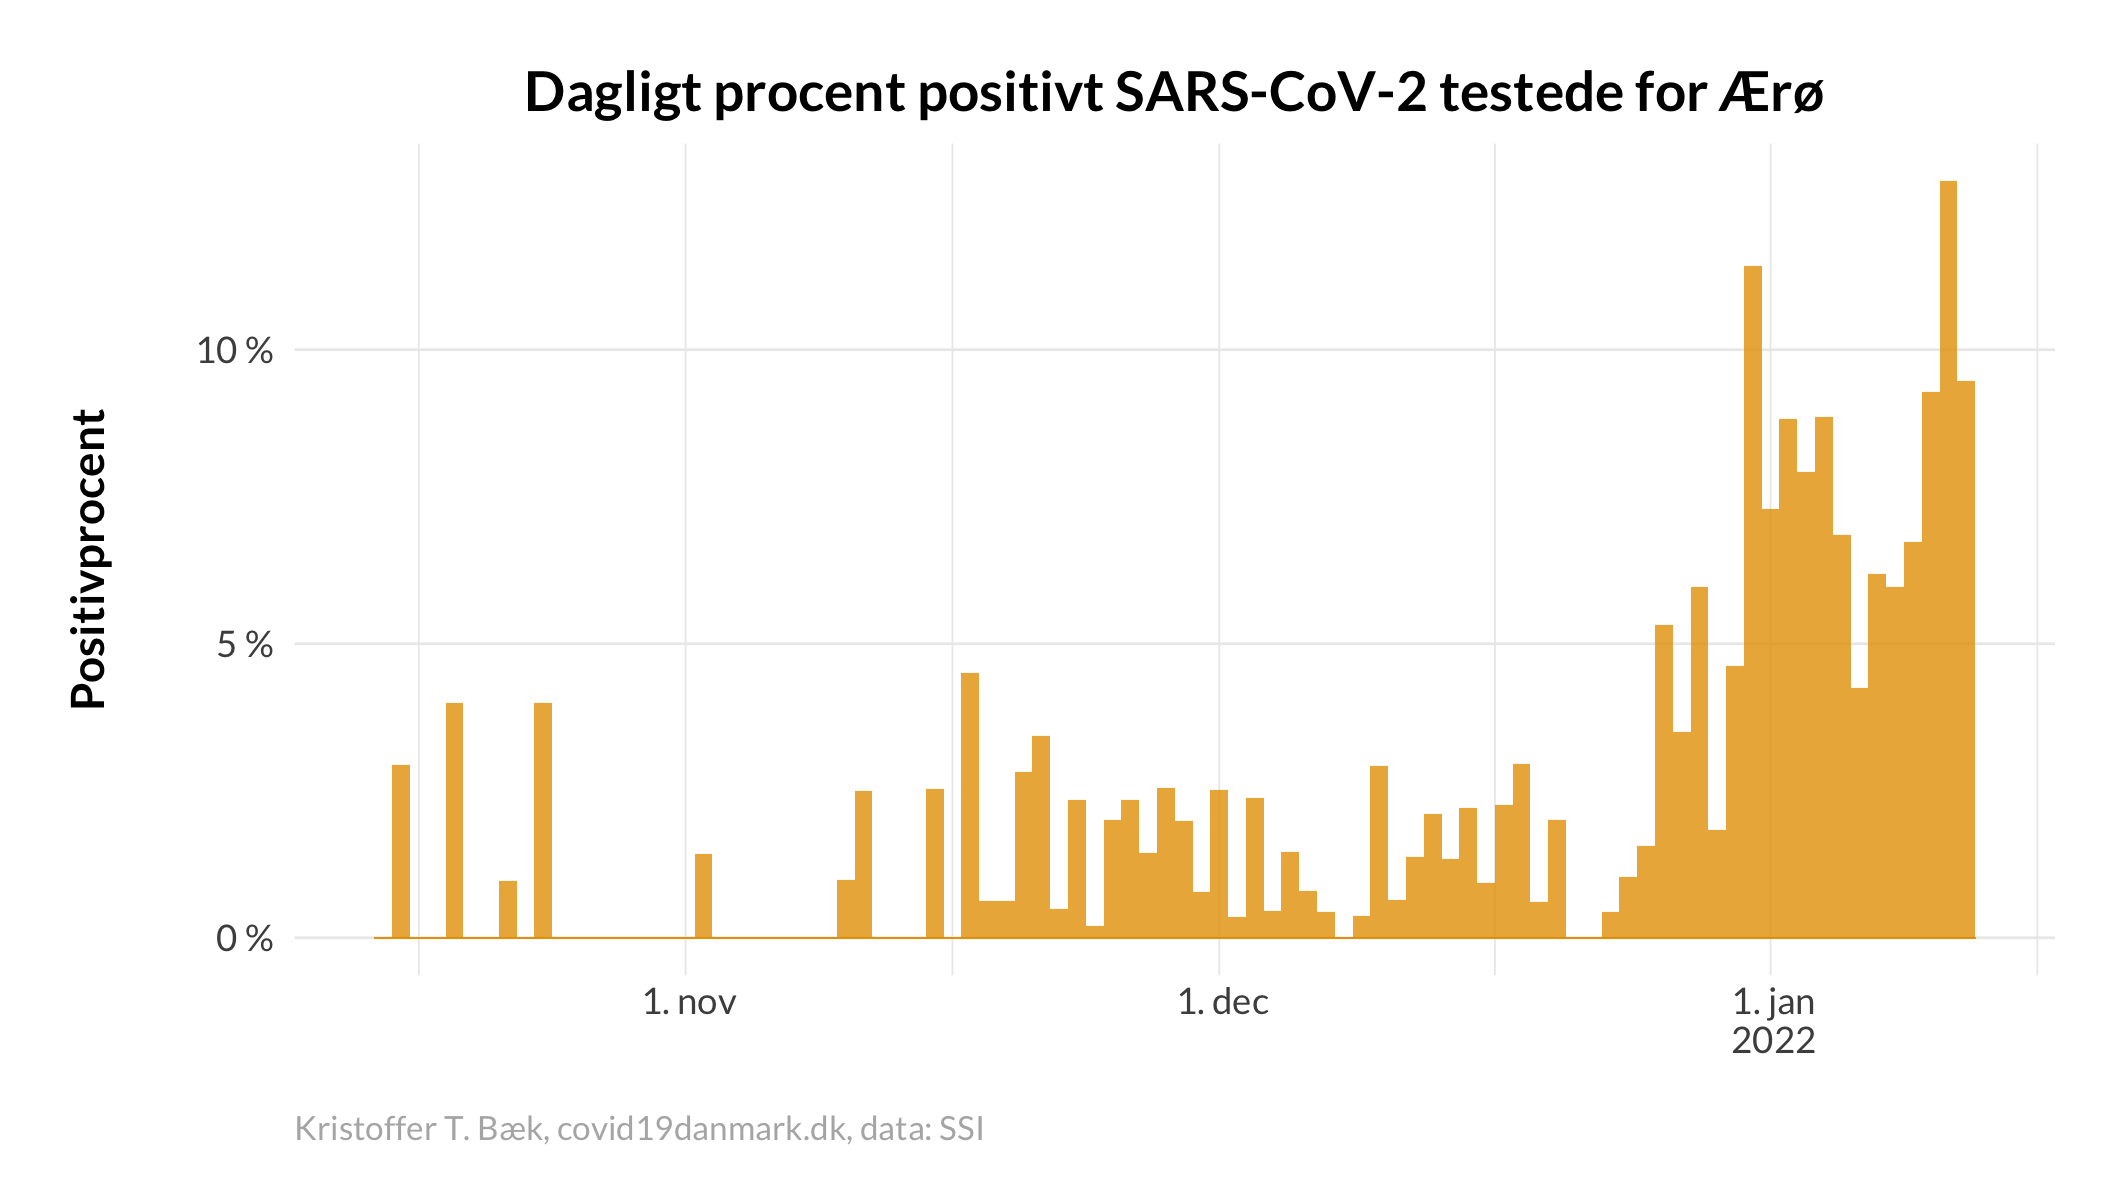 Dagligt procent positivt SARS-CoV-2 testede for Ærø
Positivprocent
10 %
5 %
0 %
1. nov
1. dec
1. jan
2022
Kristoffer T. Bæk, covid19danmark.dk, data: SSI